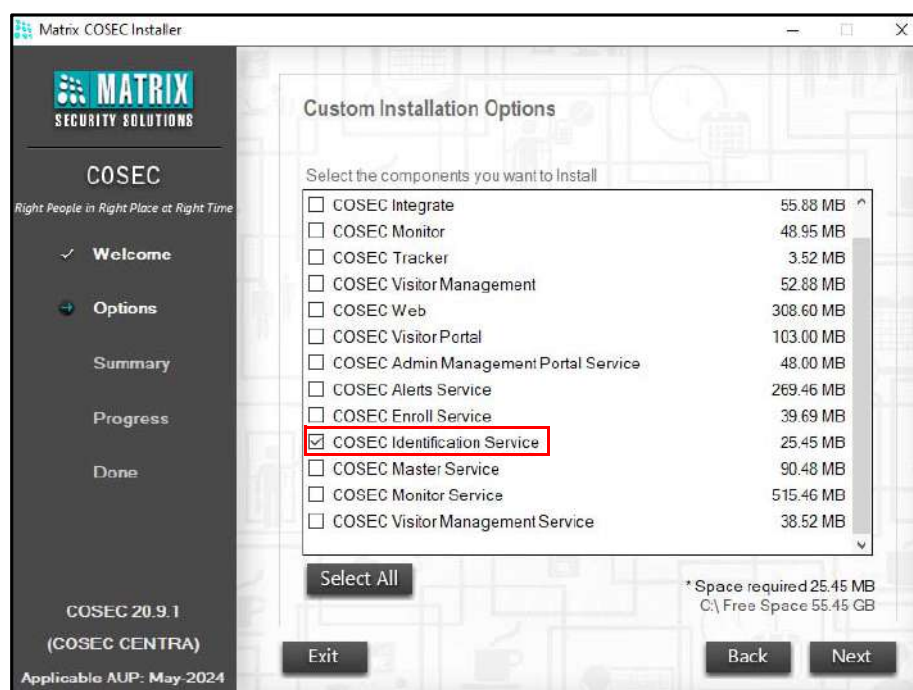 Matrix COSEC Installer
MATRIX
SECURITY SOLUTIONS
COSEC
Right People in Right Place at Right Time
Welcome
Options
Summary
Progress
Done
COSEC 20.9.1
(COSEC CENTRA)
Applicable AUP: May-2024
Custom Installation Options
Select the components you want to Install
COSEC Integrate 55.88 MB
COSEC Monitor 48.95 MB
COSEC Tracker 3.52 MB
COSEC Visitor Management 52.88 MB
COSEC Web 308.60 MB
COSEC Visitor Portal 103.00 MB
COSEC Admin Management Portal Service 48.00 MB
COSEC Alerts Service 269.46 MB
COSEC Enroll Service 39.69 MB
COSEC Identification Service 25.45 MB
COSEC Master Service 90.48 MB
COSEC Monitor Service 515.46 MB
COSEC Visitor Management Service 38.52 MB
Select All
* Space required 25.45 MB
C:\ Free Space 55.45 GB
Exit
Back
Next